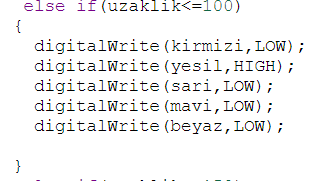 else if(uzaklik<=100)
{
digitalWrite(kirmizi,LOW);
digitalWrite(yesil,HIGH);
digitalWrite(sari,LOW);
digitalWrite(mavi,LOW);
digitalWrite(beyaz,LOW);
}